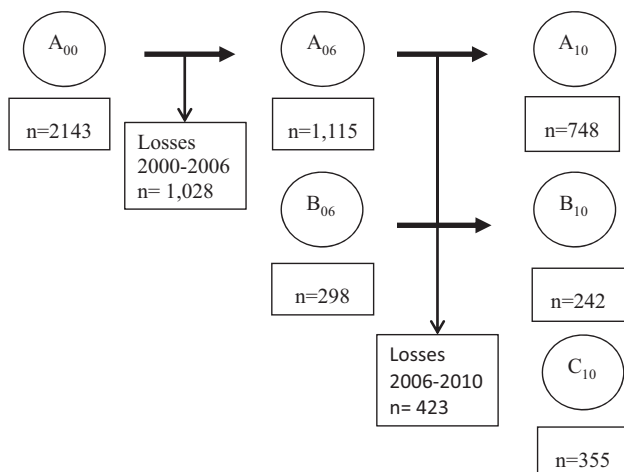 A₀₀
A₀₆
A₁₀
n=2143
Losses
2000-2006
n= 1,028
n=1,115
n=748
B₀₆
B₁₀
n=298
n=242
Losses
2006-2010
n= 423
C₁₀
n=355